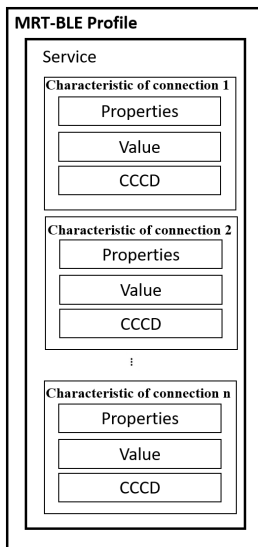 MRT-BLE Profile
Service
Characteristic of connection 1
Properties
Value
CCCD
Characteristic of connection 2
Properties
Value
CCCD
...
Characteristic of connection n
Properties
Value
CCCD